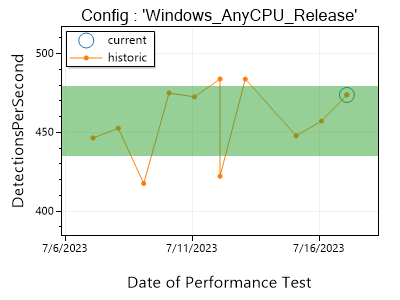 Config : 'Windows_AnyCPU_Release'
current
historic
DetectionsPerSecond
500
450
400
7/6/2023
7/11/2023
7/16/2023
Date of Performance Test